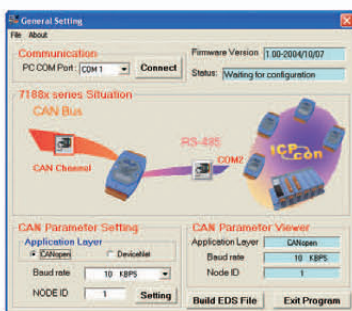 General Setting
File About
Communication
PC COM Port : COM 1 Connect
Firmware Version 1.00-2004/10/07
Status: Waiting for configuration
7188x series Situation
CAN Bus
CAN Channel
RS-485
COM2
ICP con
CAN Parameter Setting
Application Layer
CANopen DeviceNet
Baud rate 10 KBPS
NODE ID 1 Setting
CAN Parameter Viewer
Application Layer CANopen
Baud rate 10 KBPS
Node ID 1
Build EDS File Exit Program